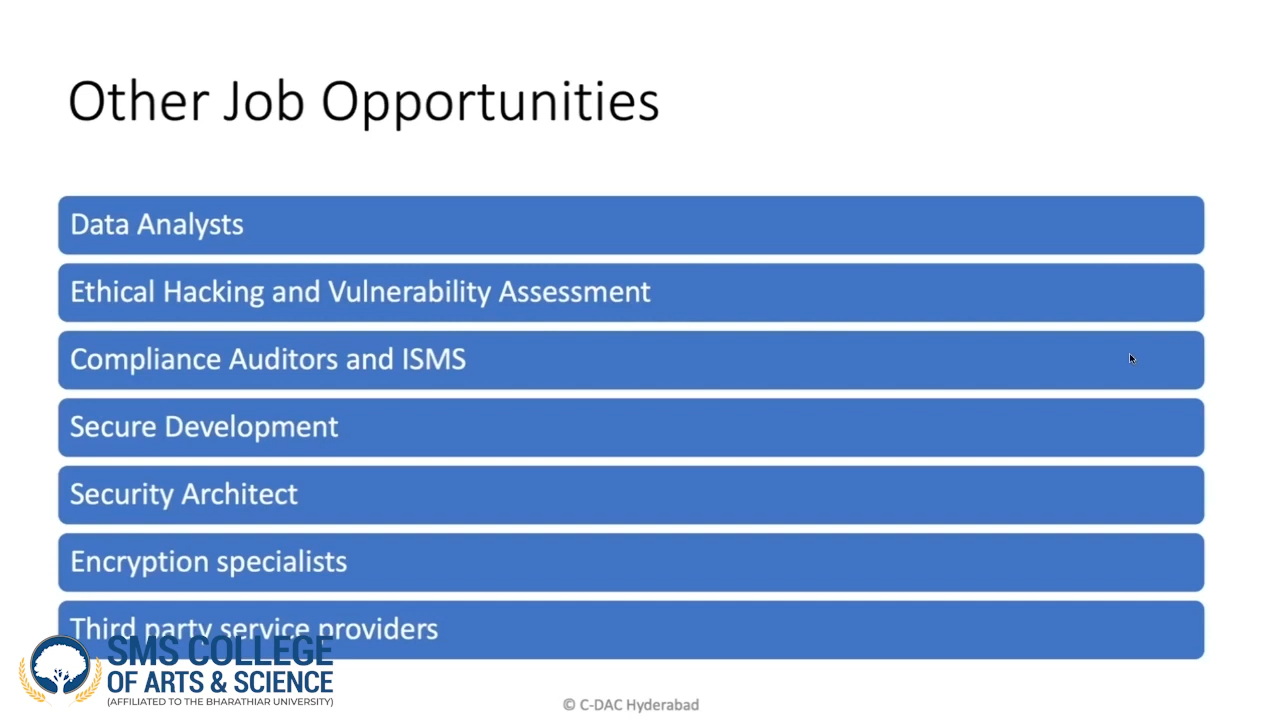 Other Job Opportunities
Data Analysts
Ethical Hacking and Vulnerability Assessment
Compliance Auditors and ISMS
Secure Development
Security Architect
Encryption specialists
Third party service providers
SMS COLLEGE
OF ARTS & SCIENCE
(AFFILIATED TO THE BHARATHIAR UNIVERSITY)
© C-DAC Hyderabad